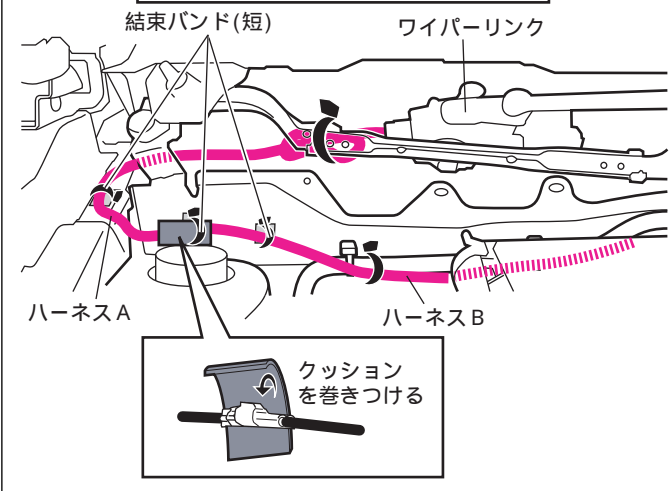 結束バンド(短)
ワイパーリンク
ハーネスA
ハーネスB
クッション
を巻きつける